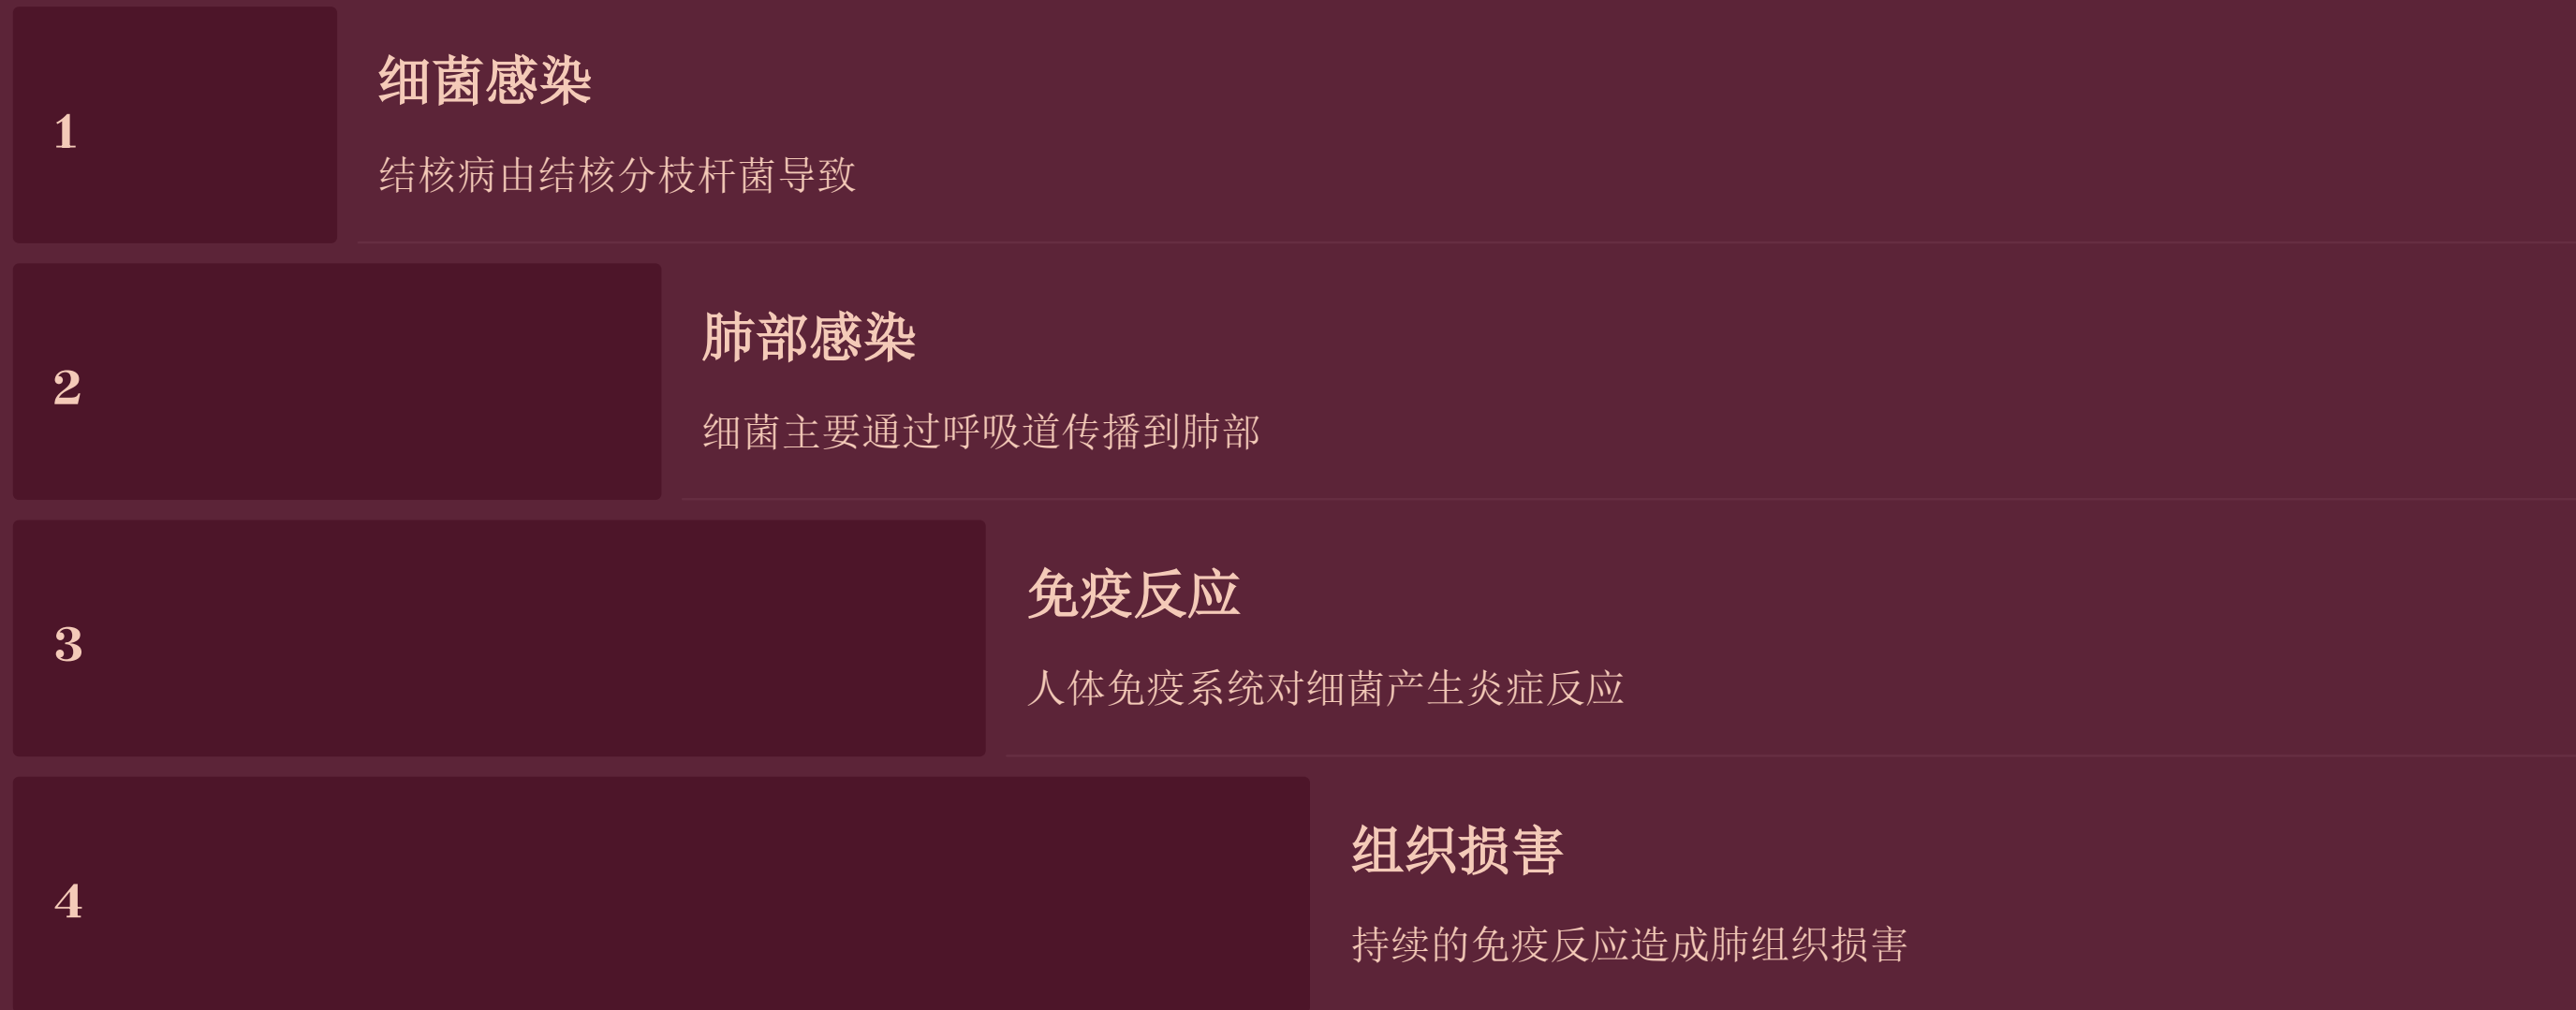 1
细菌感染
结核病由结核分枝杆菌导致
2
肺部感染
细菌主要通过呼吸道传播到肺部
3
免疫反应
人体免疫系统对细菌产生炎症反应
4
组织损害
持续的免疫反应造成肺组织损害